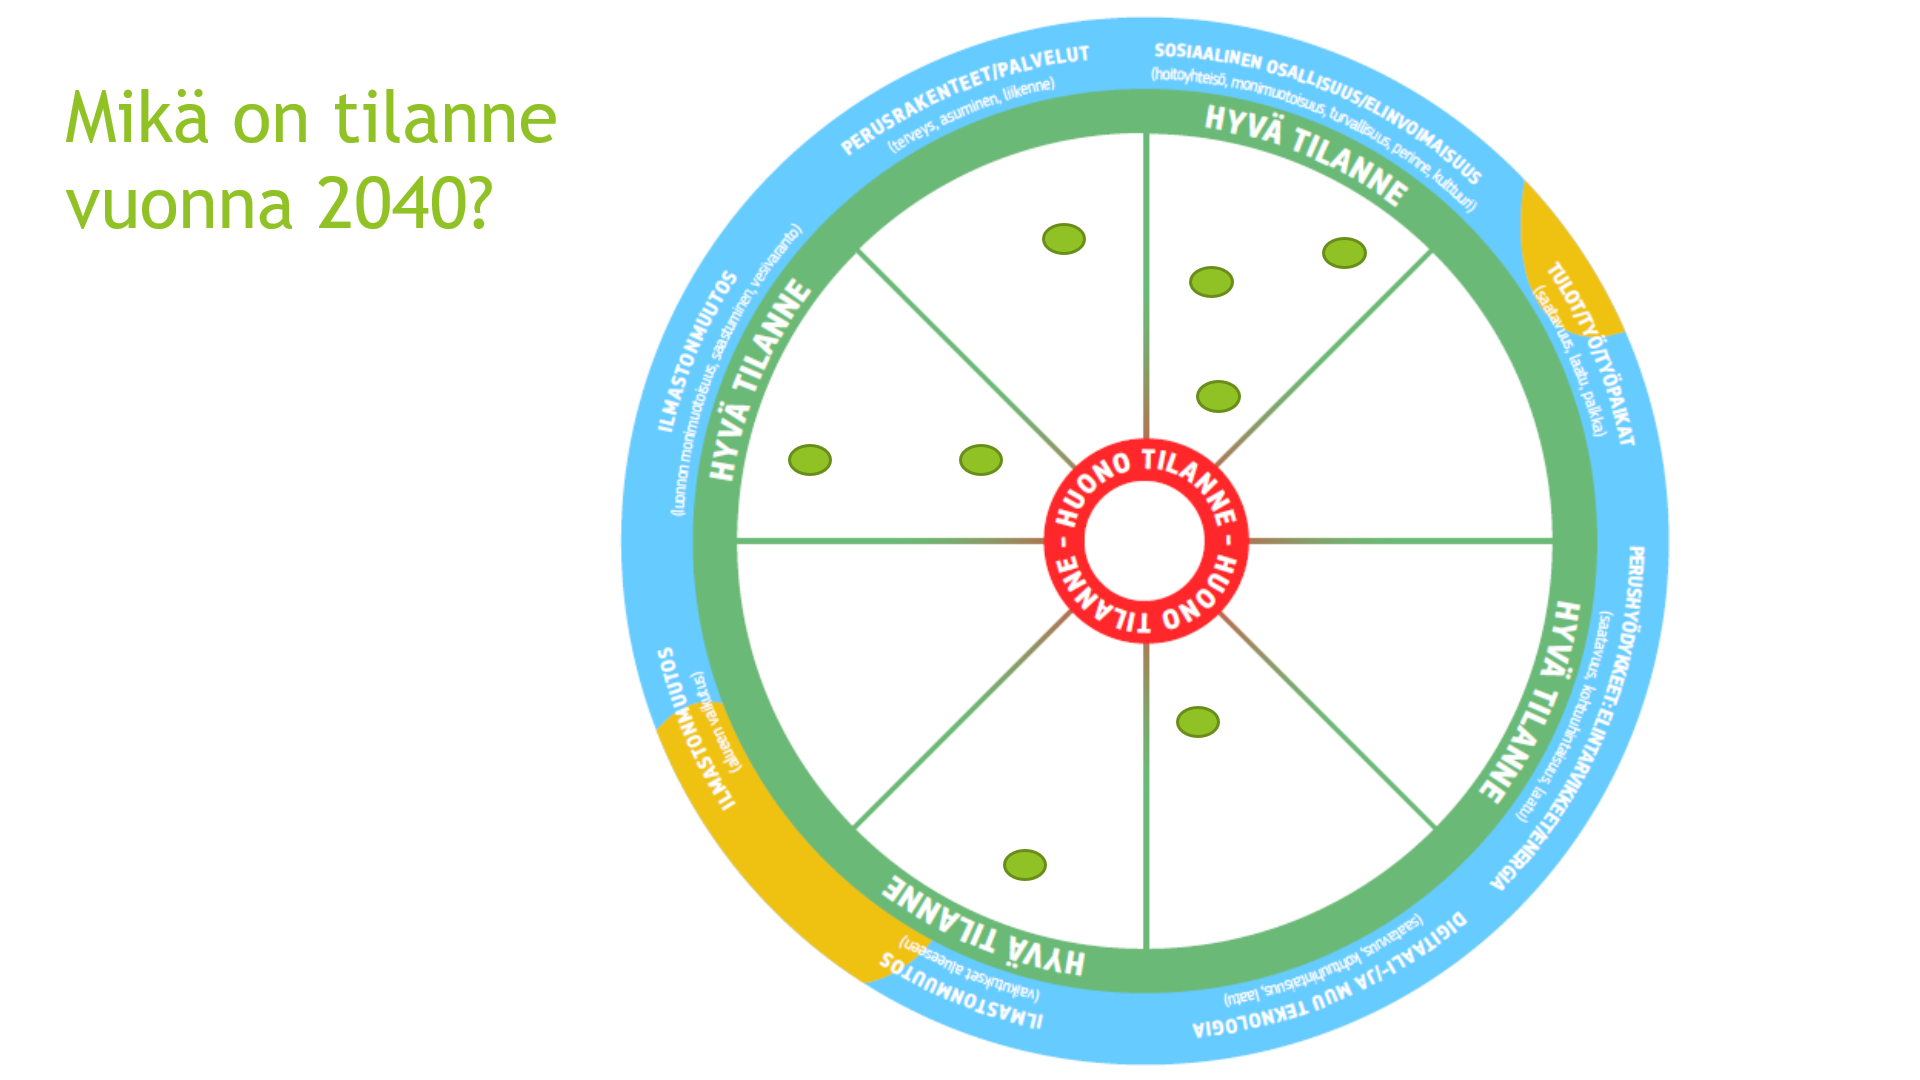 Mikä on tilanne
vuonna 2040?
PERUSRAKENTEET/PALVELUT
(terveys, asuminen, liikenne)
SOSIAALINEN OSALLISUUS/ELINVOIMAISUUS
(hoitoyhteisö, monimuotoisuus, turvallisuus, perinne, kulttuuri)
TULOT/TYÖ/TYÖPAIKAT
(saatavuus, laatu, palkka)
PERUSHYÖDYKKEET: ELINTARVIKKEET/ENERGIA
(saatavuus, kohtuuhintaisuus, laatu)
DIGITAALI-/JA MUU TEKNOLOGIA
(saatavuus, kohtuuhintaisuus, laatu)
ILMASTONMUUTOS
(vaikutukset alueeseen)
ILMASTONMUUTOS
(alueen vaikutus)
ILMASTONMUUTOS
(luonnon monimuotoisuus, saastuminen, vesivaranto)
HYVÄ TILANNE
HYVÄ TILANNE
HYVÄ TILANNE
HYVÄ TILANNE
HUONO TILANNE - HUONO TILANNE -